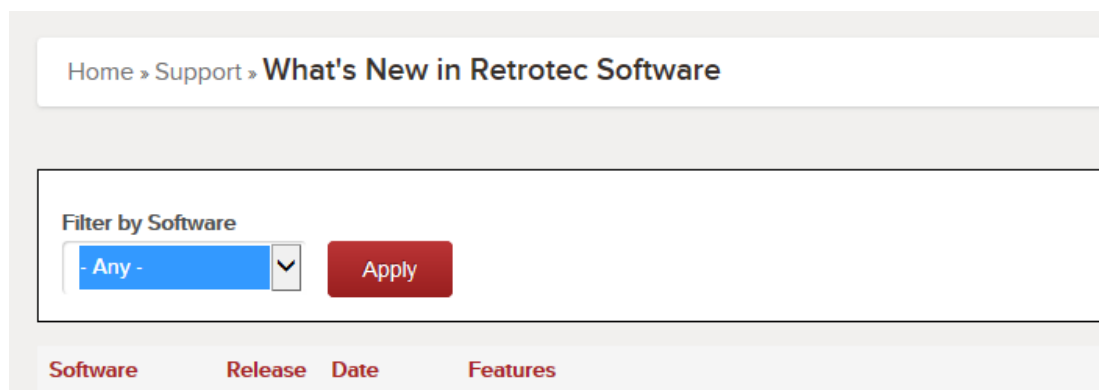 Home » Support » What's New in Retrotec Software
Filter by Software
- Any -
Apply
Software Release Date Features